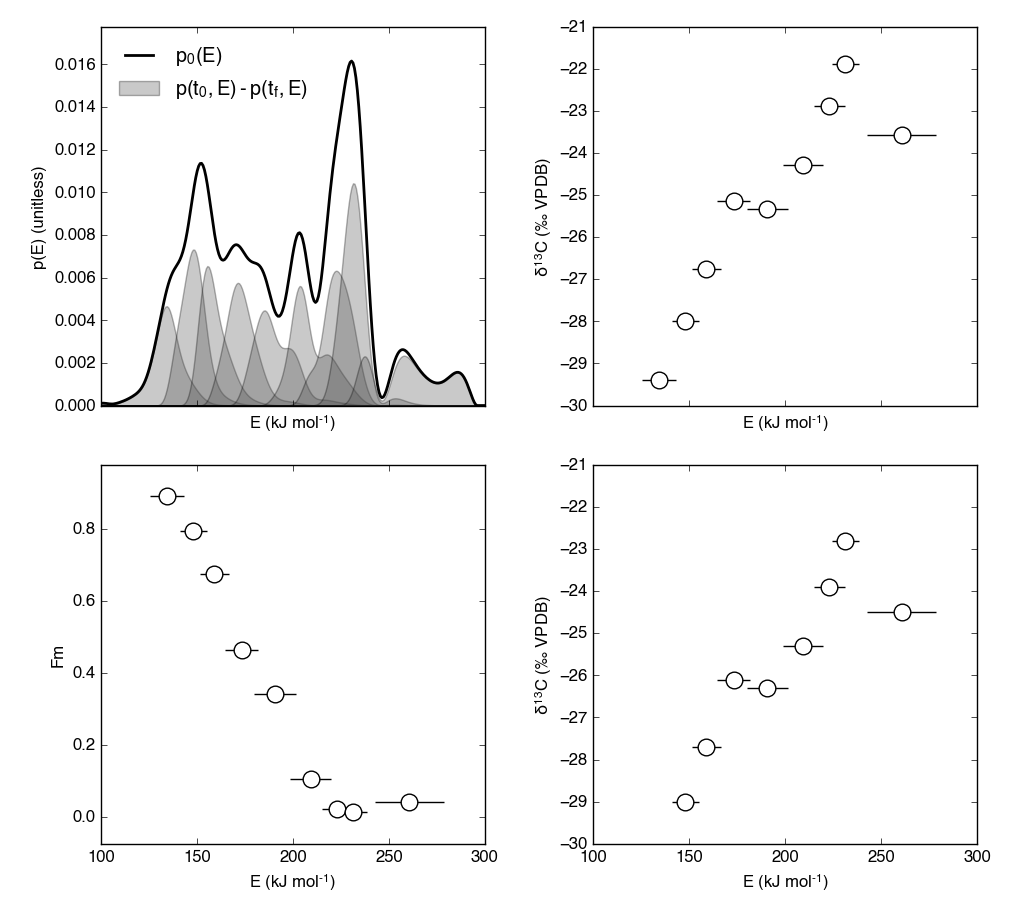 p₀(E)
p(t₀, E) - p(t_f, E)
0.016
0.014
0.012
0.010
0.008
0.006
0.004
0.002
0.000
p(E) (unitless)
E (kJ mol⁻¹)
−21
−22
−23
−24
−25
−26
−27
−28
−29
−30
δ¹³C (‰ VPDB)
E (kJ mol⁻¹)
0.8
0.6
0.4
0.2
0.0
Fm
100 150 200 250 300
E (kJ mol⁻¹)
−21
−22
−23
−24
−25
−26
−27
−28
−29
−30
δ¹³C (‰ VPDB)
100 150 200 250 300
E (kJ mol⁻¹)